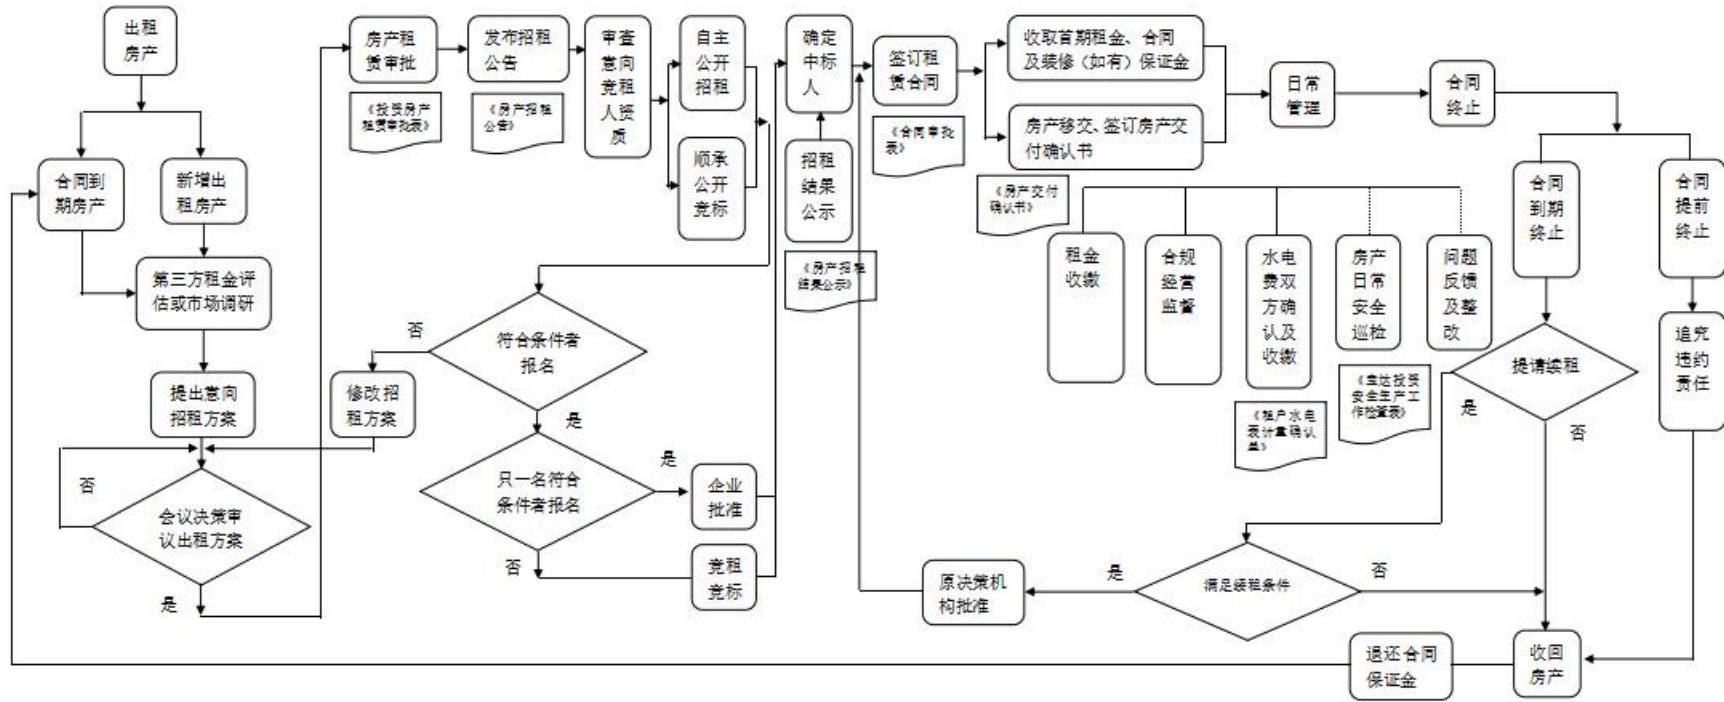 出租
房产
合同到
期房产
新增出
租房产
第三方租金评
估或市场调研
提出意向
招租方案
否
会议决策审
议出租方案
是
房产租
赁审批
《投资房产
租赁审批表》
发布招租
公告
《房产招租
公告》
审查
意向
竞租
人资
质
自主
公开
招租
顺承
公开
竞标
符合条件者
报名
否
修改招
租方案
是
只一名符合
条件者报名
是
企业
批准
否
竞租
竞标
确定
中标
人
招租
结果
公示
《房产招租
结果公示》
签订租
赁合同
《合同审批
表》
收取首期租金、合同
及装修（如有）保证金
房产移交、签订房产交
付确认书
《房产交付
确认书》
日常
管理
租金
收缴
合规
经营
监督
水电
费双
方确
认及
收缴
《租户水电
表计量确认
单》
房产
日常
安全
巡检
《金达投资
安全生产工
作检查表》
问题
反馈
及整
改
合同
终止
合同
到期
终止
合同
提前
终止
追究
违约
责任
提请续租
是
否
满足续租条件
是
否
原决策机
构批准
收回
房产
退还合同
保证金